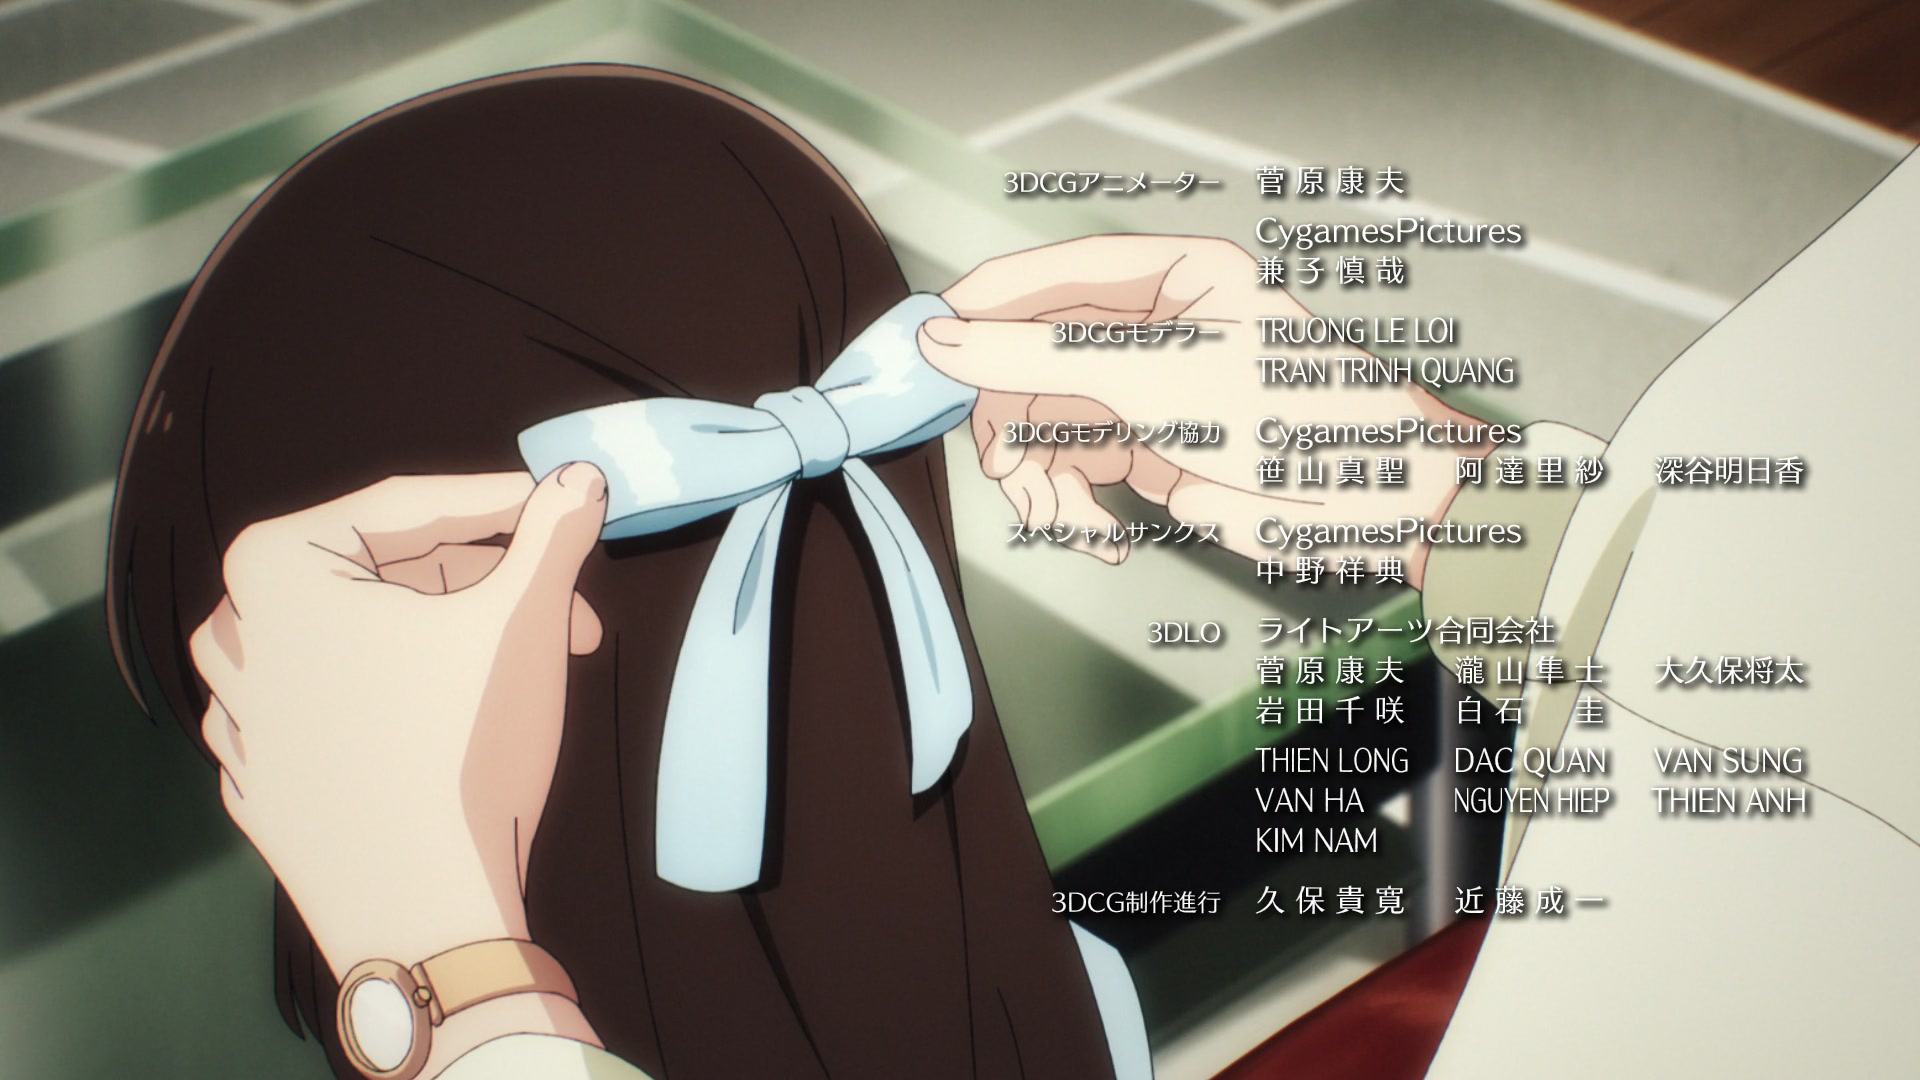 3DCGアニメーター 菅原康夫
CygamesPictures
兼子慎哉
3DCGモデラー TRUONG LE LOI
TRAN TRINH QUANG
3DCGモデリング協力 CygamesPictures
笹山真聖 阿達里紗 深谷明日香
スペシャルサンクス CygamesPictures
中野祥典
3DLO ライトアーツ合同会社
菅原康夫 瀧山隼士 大久保将太
岩田千咲 白石 圭
THIEN LONG DAC QUAN VAN SUNG
VAN HA NGUYEN HIEP THIEN ANH
KIM NAM
3DCG制作進行 久保貴寛 近藤成一